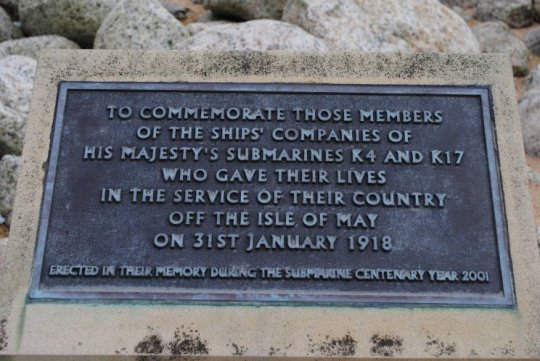 TO COMMEMORATE THOSE MEMBERS
OF THE SHIPS' COMPANIES OF
HIS MAJESTY'S SUBMARINES K4 AND K17
WHO GAVE THEIR LIVES
IN THE SERVICE OF THEIR COUNTRY
OFF THE ISLE OF MAY
ON 31ST JANUARY 1918
ERECTED IN THEIR MEMORY DURING THE SUBMARINE CENTENARY YEAR 2001